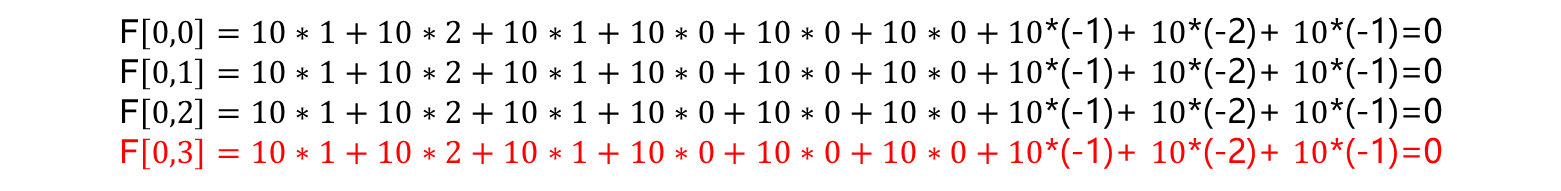 F[0,0] = 10 * 1 + 10 * 2 + 10 * 1 + 10 * 0 + 10 * 0 + 10 * 0 + 10*(-1)+ 10*(-2)+ 10*(-1)=0
F[0,1] = 10 * 1 + 10 * 2 + 10 * 1 + 10 * 0 + 10 * 0 + 10 * 0 + 10*(-1)+ 10*(-2)+ 10*(-1)=0
F[0,2] = 10 * 1 + 10 * 2 + 10 * 1 + 10 * 0 + 10 * 0 + 10 * 0 + 10*(-1)+ 10*(-2)+ 10*(-1)=0
F[0,3] = 10 * 1 + 10 * 2 + 10 * 1 + 10 * 0 + 10 * 0 + 10 * 0 + 10*(-1)+ 10*(-2)+ 10*(-1)=0